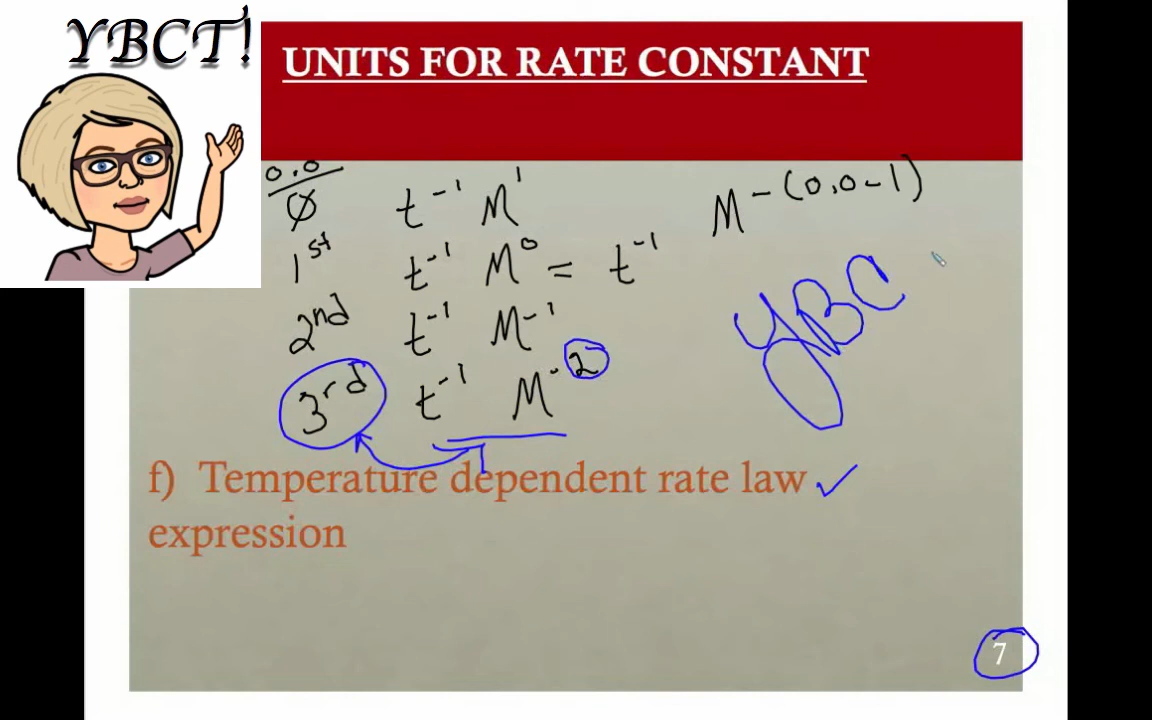 YBCT!
UNITS FOR RATE CONSTANT
0.0
∅ t⁻¹ M¹ M⁻⁽⁰·⁰⁻¹⁾
1st t⁻¹ M⁰ = t⁻¹
2nd t⁻¹ M⁻¹
YBC
3rd t⁻¹ M⁻²
f) Temperature dependent rate law ✓
expression
7